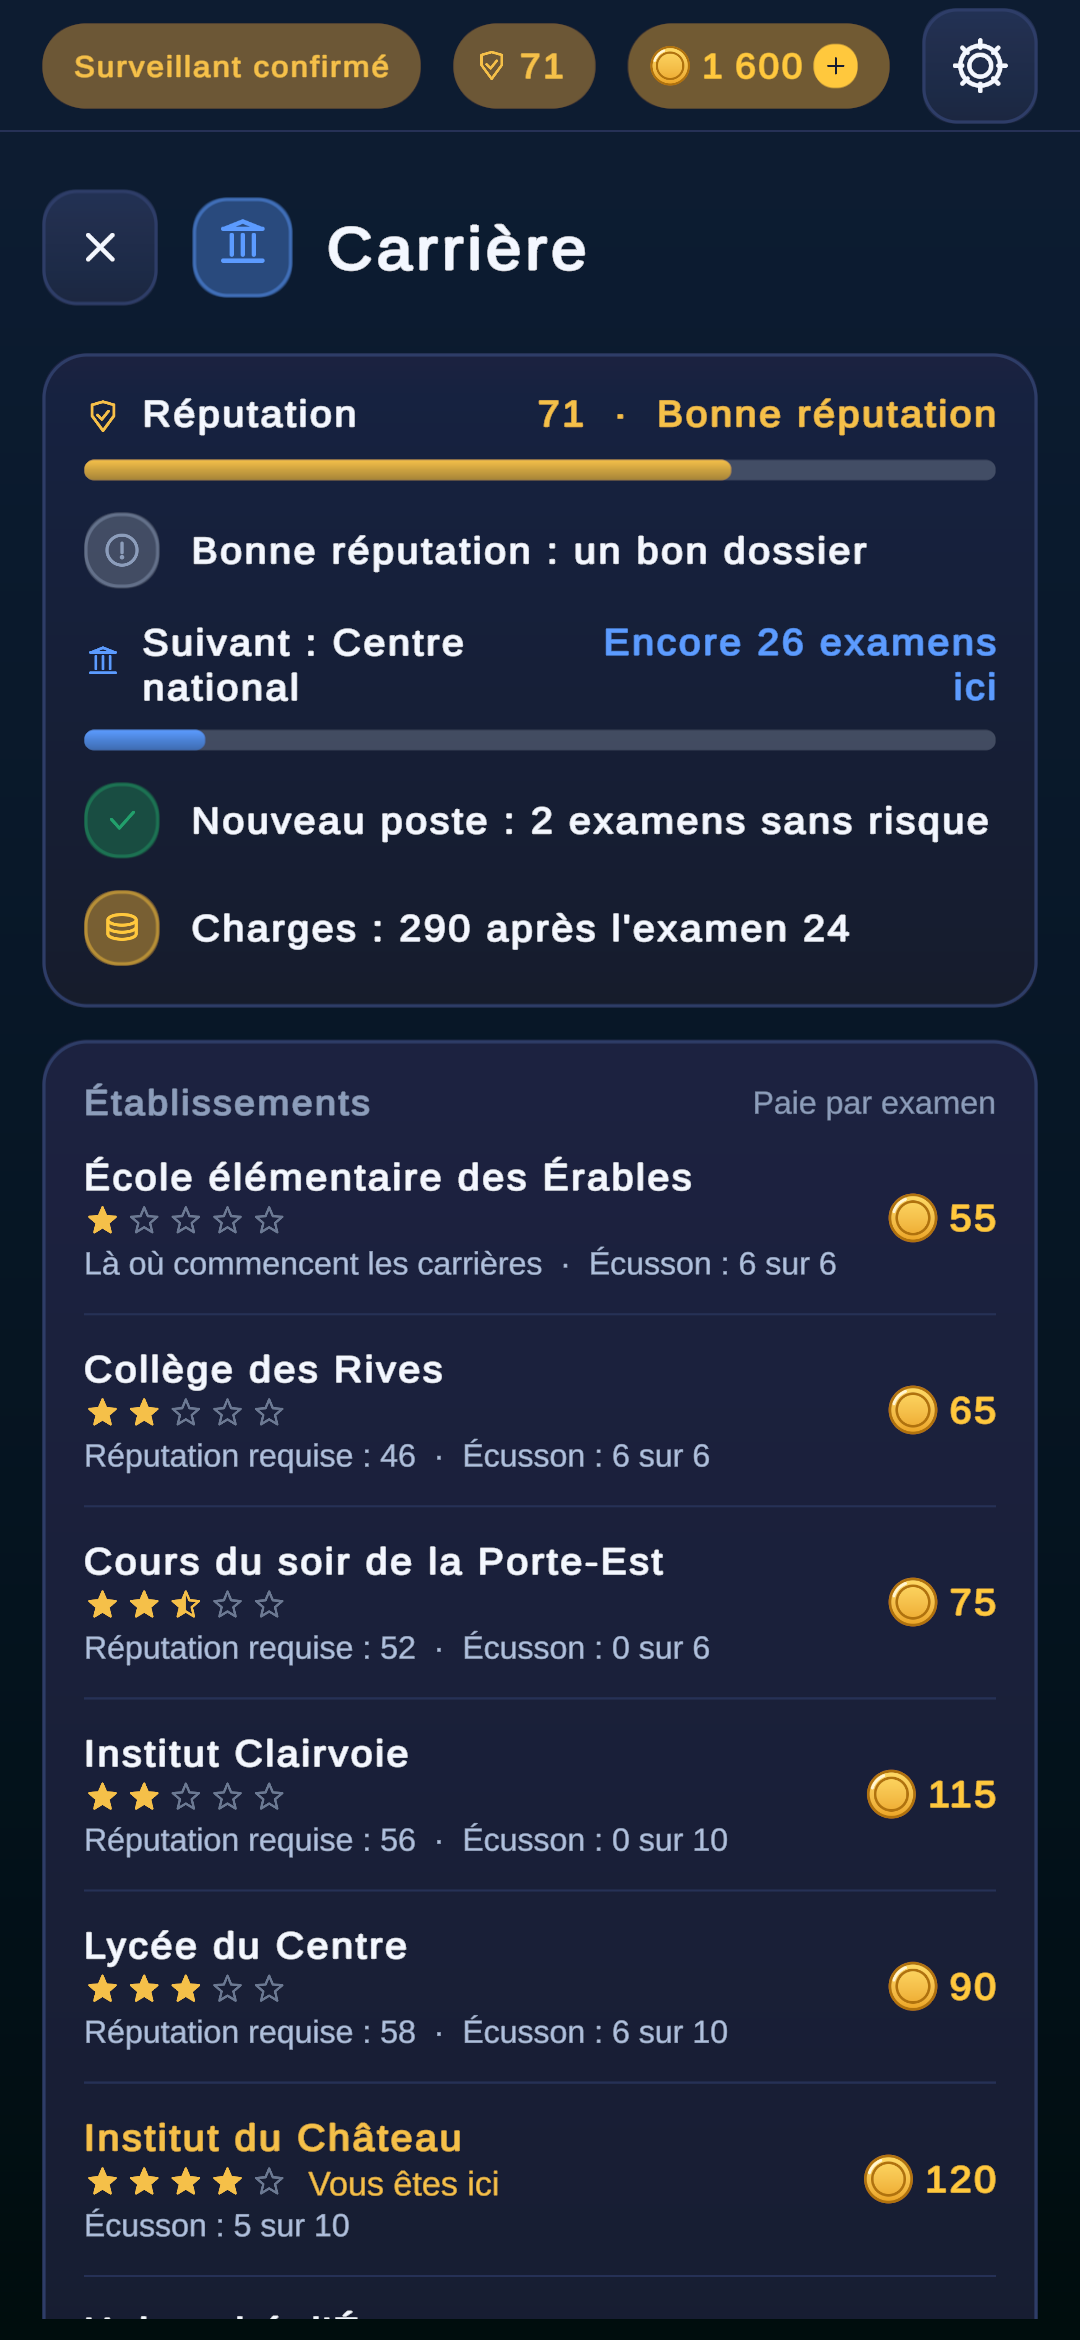 Surveillant confirmé
71
1 600
Carrière
Réputation
71 · Bonne réputation
Bonne réputation : un bon dossier
Suivant : Centre national
Encore 26 examens ici
Nouveau poste : 2 examens sans risque
Charges : 290 après l'examen 24
Établissements
Paie par examen
École élémentaire des Érables
55
Là où commencent les carrières · Écusson : 6 sur 6
Collège des Rives
65
Réputation requise : 46 · Écusson : 6 sur 6
Cours du soir de la Porte-Est
75
Réputation requise : 52 · Écusson : 0 sur 6
Institut Clairvoie
115
Réputation requise : 56 · Écusson : 0 sur 10
Lycée du Centre
90
Réputation requise : 58 · Écusson : 6 sur 10
Institut du Château
Vous êtes ici
120
Écusson : 5 sur 10